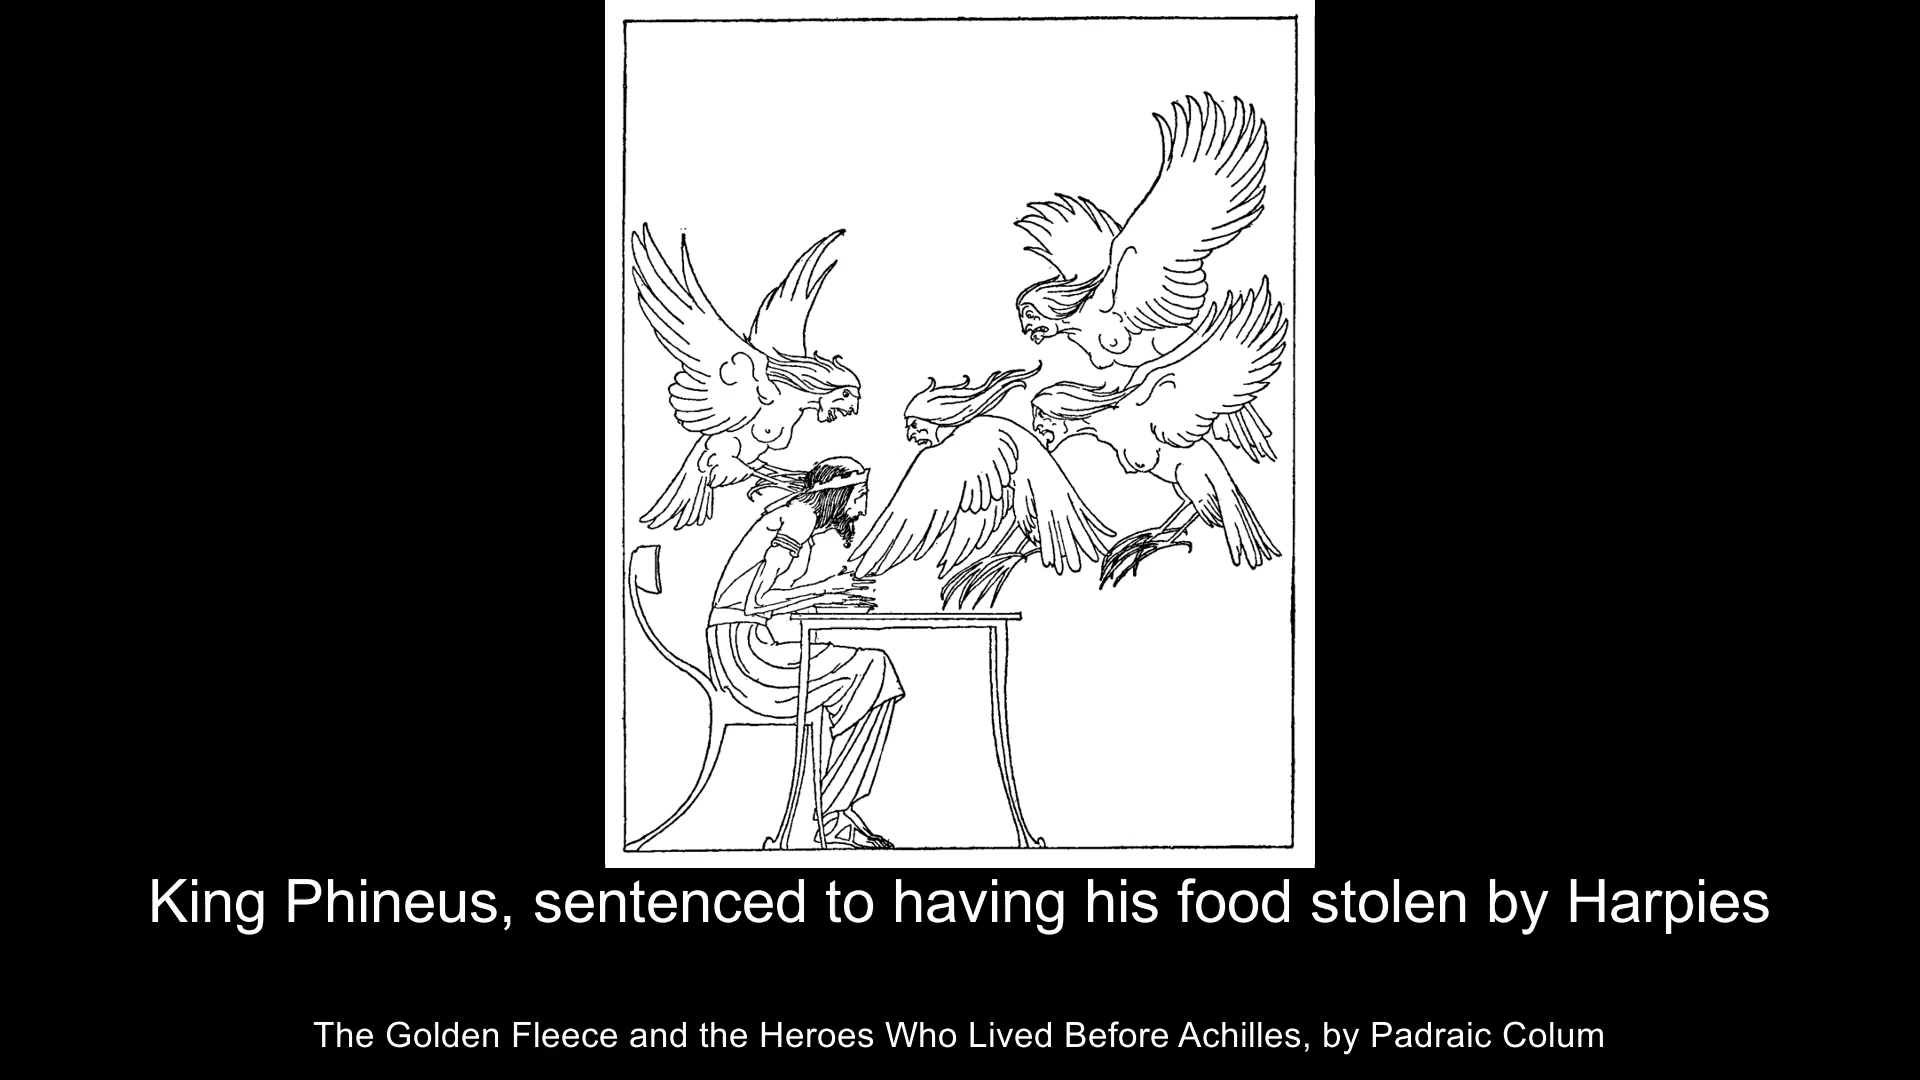 King Phineus, sentenced to having his food stolen by Harpies
The Golden Fleece and the Heroes Who Lived Before Achilles, by Padraic Colum